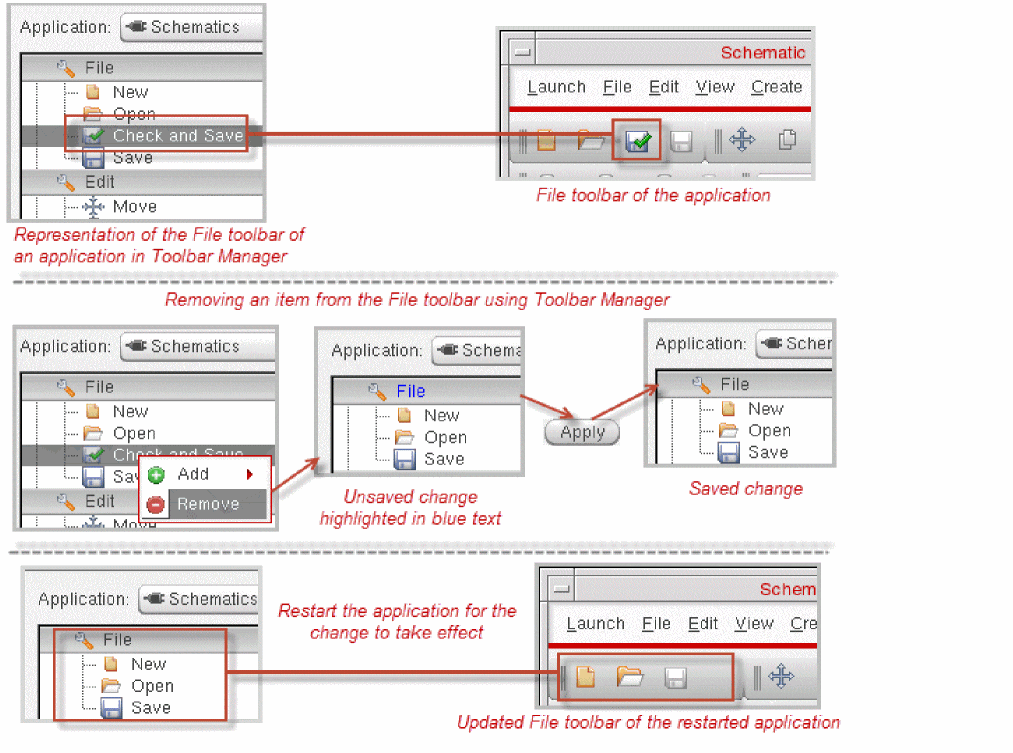 Application: Schematics
File
New
Open
Check and Save
Save
Edit
Move
Representation of the File toolbar of
an application in Toolbar Manager
Schematic
Launch File Edit View Create
File toolbar of the application
Removing an item from the File toolbar using Toolbar Manager
Application: Schematics
File
New
Open
Check and Save
Sav
Edit
Move
Add
Remove
Application: Schema
File
New
Open
Save
Unsaved change
highlighted in blue text
Apply
Application: Scher
File
New
Open
Save
Saved change
Application: Schematics
File
New
Open
Save
Restart the application for the
change to take effect
Schem
Launch File Edit View Cre
Updated File toolbar of the restarted application